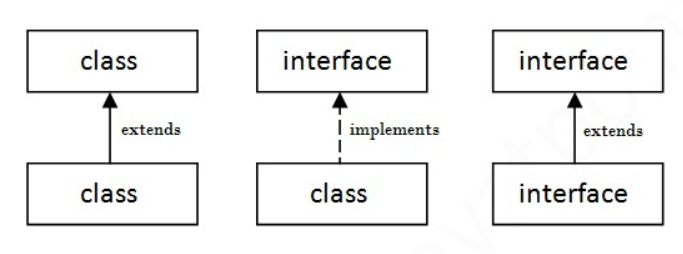 class interface interface
extends implements extends
class class interface